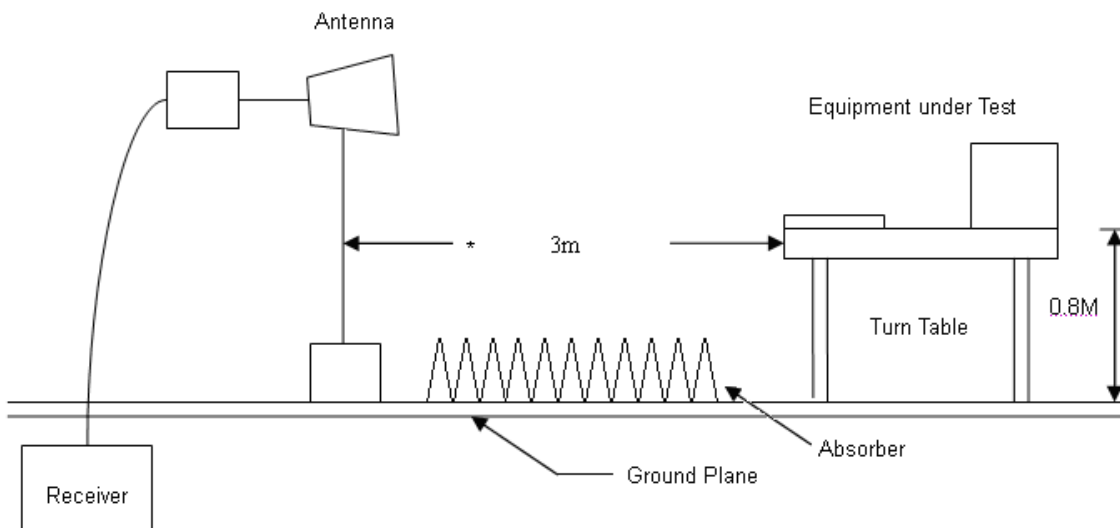 Antenna
Equipment under Test
* 3m
0.8M
Turn Table
Absorber
Ground Plane
Receiver